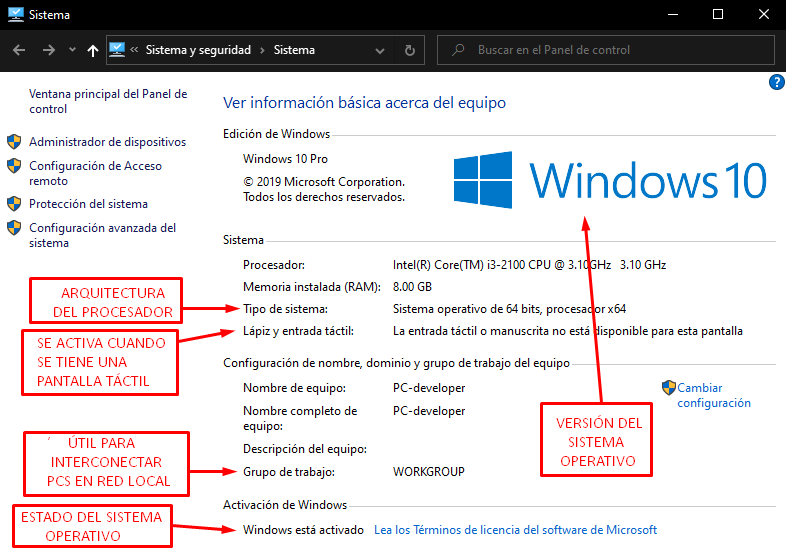 Sistema
Sistema y seguridad Sistema
Buscar en el Panel de control
Ventana principal del Panel de
control
Administrador de dispositivos
Configuración de Acceso
remoto
Protección del sistema
Configuración avanzada del
sistema
Ver información básica acerca del equipo
Edición de Windows
Windows 10 Pro
© 2019 Microsoft Corporation.
Todos los derechos reservados.
Windows 10
Sistema
Procesador: Intel(R) Core(TM) i3-2100 CPU @ 3.10GHz 3.10 GHz
Memoria instalada (RAM): 8.00 GB
Tipo de sistema: Sistema operativo de 64 bits, procesador x64
Lápiz y entrada táctil: La entrada táctil o manuscrita no está disponible para esta pantalla
ARQUITECTURA
DEL PROCESADOR
SE ACTIVA CUANDO
SE TIENE UNA
PANTALLA TÁCTIL
Configuración de nombre, dominio y grupo de trabajo del equipo
Nombre de equipo: PC-developer
Nombre completo de
equipo: PC-developer
Descripción del equipo:
Grupo de trabajo: WORKGROUP
Cambiar
configuración
VERSIÓN DEL
SISTEMA
OPERATIVO
ÚTIL PARA
INTERCONECTAR
PCS EN RED LOCAL
Activación de Windows
Windows está activado Lea los Términos de licencia del software de Microsoft
ESTADO DEL SISTEMA
OPERATIVO